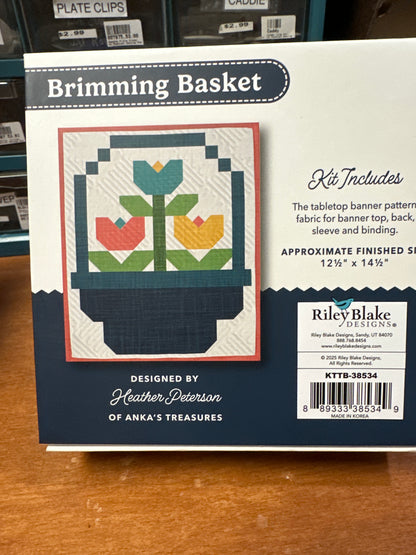 PLATE CLIPS
CADDIE
$2.99
$2.99
Caddy
Brimming Basket
Kit Includes
The tabletop banner pattern
fabric for banner top, back,
sleeve and binding.
APPROXIMATE FINISHED
12½" x 14½"
Riley Blake
DESIGNS®
Riley Blake Designs, Sandy, UT 84070
888.768.8454
www.rileyblakedesigns.com
© 2025 Riley Blake Designs,
All Rights Reserved.
KTTB-38534
8 89333 38534 9
MADE IN KOREA
DESIGNED BY
Heather Peterson
OF ANKA'S TREASURES